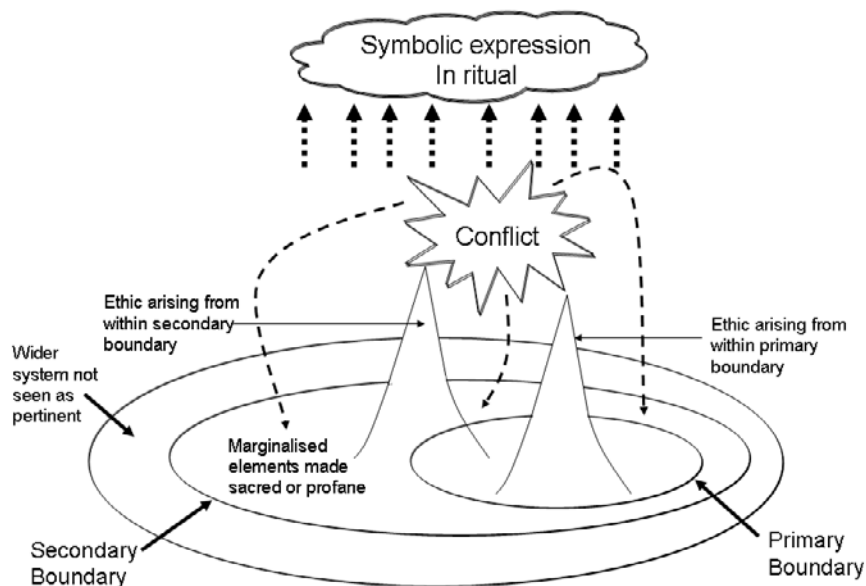 Symbolic expression
In ritual
Conflict
Ethic arising from
within secondary
boundary
Ethic arising from
within primary
boundary
Wider
system not
seen as
pertinent
Marginalised
elements made
sacred or profane
Secondary
Boundary
Primary
Boundary